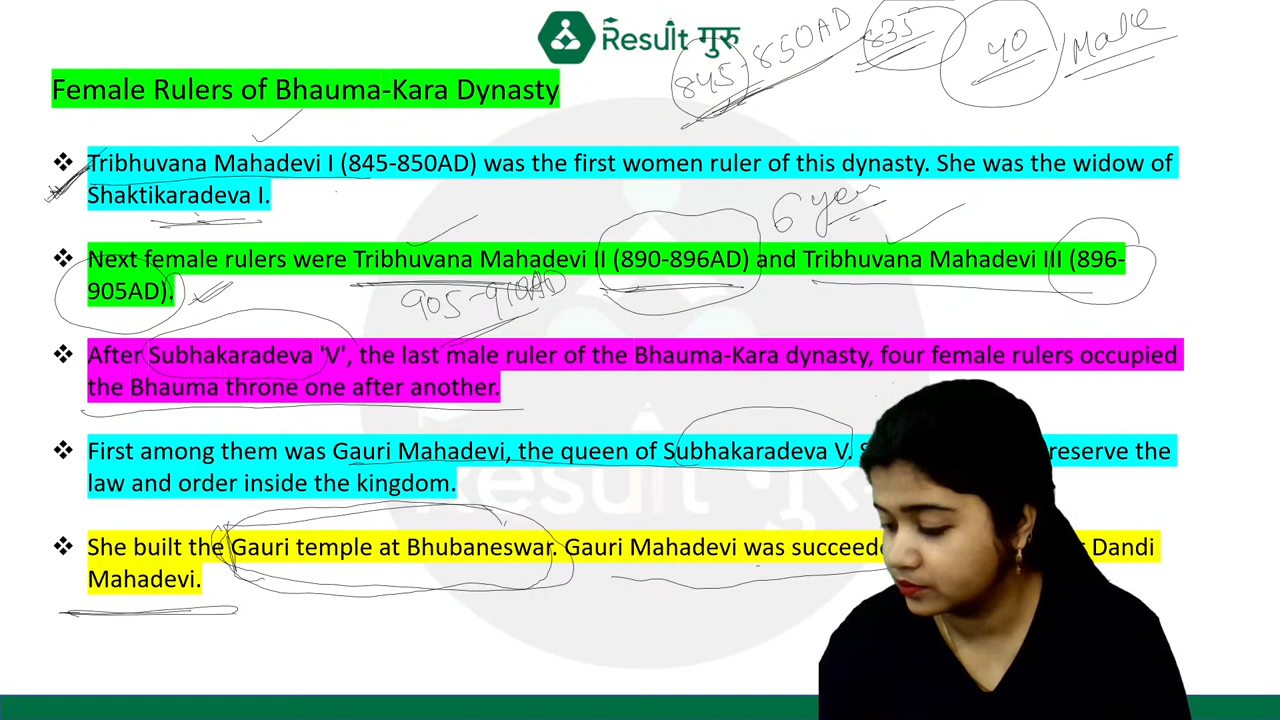 Result गुरु
845-850AD 835 40 Male
Female Rulers of Bhauma-Kara Dynasty
❖ Tribhuvana Mahadevi I (845-850AD) was the first women ruler of this dynasty. She was the widow of
Shaktikaradeva I.
6 year
❖ Next female rulers were Tribhuvana Mahadevi II (890-896AD) and Tribhuvana Mahadevi III (896-
905AD).
905-910AD
❖ After Subhakaradeva 'V', the last male ruler of the Bhauma-Kara dynasty, four female rulers occupied
the Bhauma throne one after another.
❖ First among them was Gauri Mahadevi, the queen of Subhakaradeva V. reserve the
law and order inside the kingdom.
Result
❖ She built the Gauri temple at Bhubaneswar. Gauri Mahadevi was Dandi
Mahadevi.